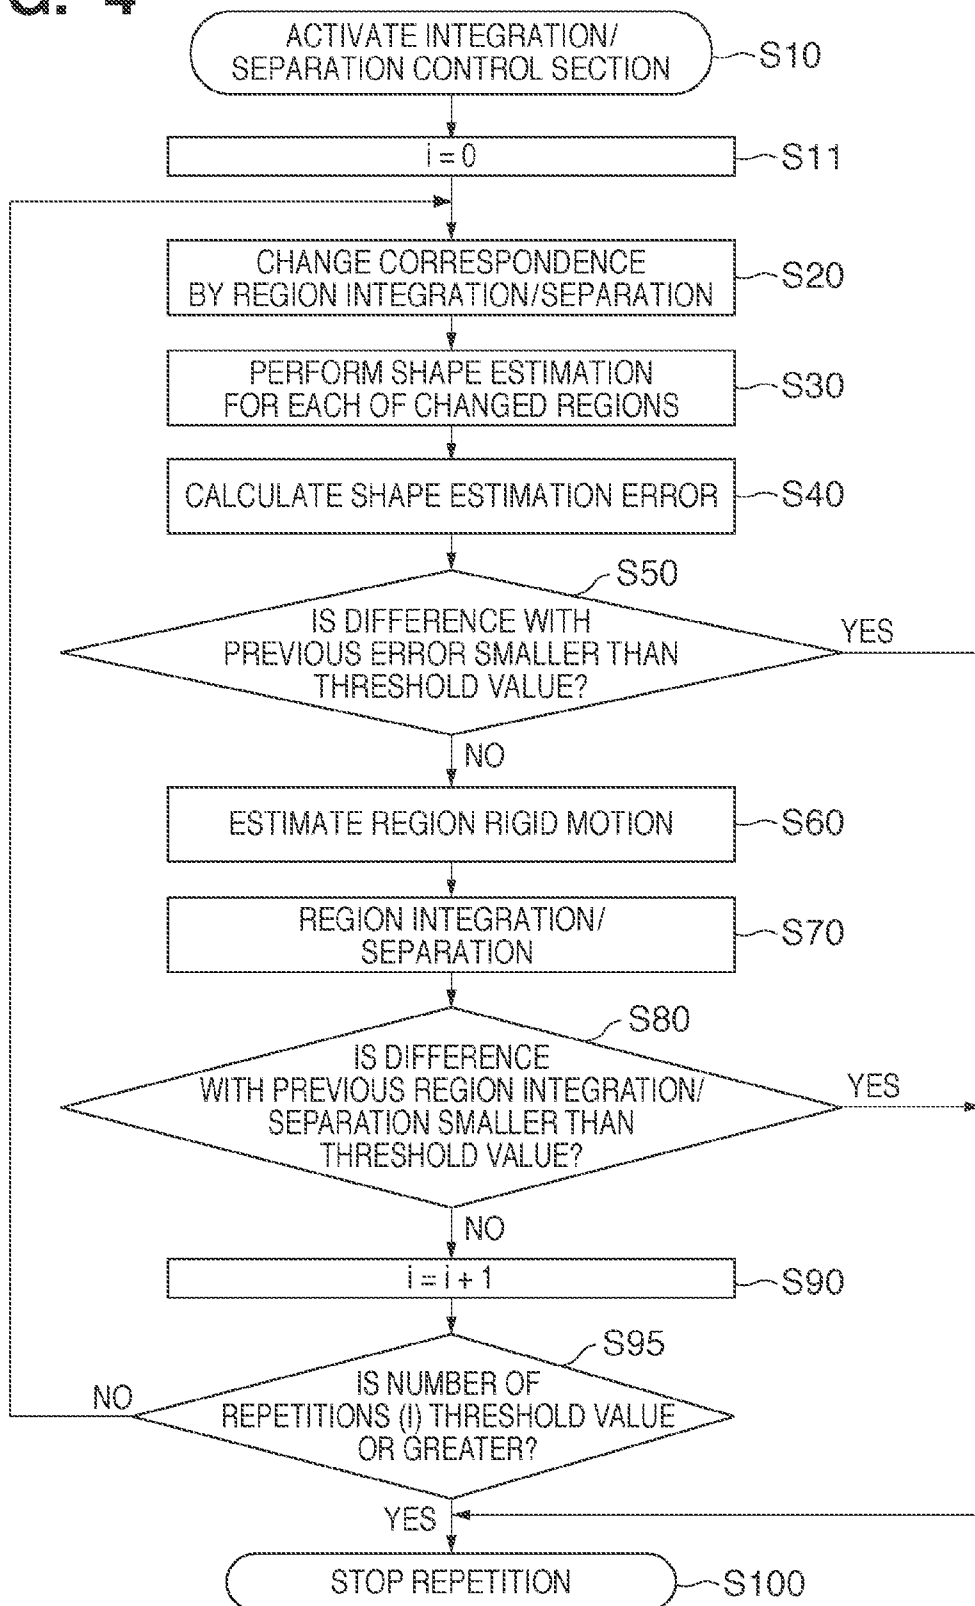 G. 4
ACTIVATE INTEGRATION/
SEPARATION CONTROL SECTION
S10
i = 0
S11
CHANGE CORRESPONDENCE
BY REGION INTEGRATION/SEPARATION
S20
PERFORM SHAPE ESTIMATION
FOR EACH OF CHANGED REGIONS
S30
CALCULATE SHAPE ESTIMATION ERROR
S40
S50
IS DIFFERENCE WITH
PREVIOUS ERROR SMALLER THAN
THRESHOLD VALUE?
YES
NO
ESTIMATE REGION RIGID MOTION
S60
REGION INTEGRATION/
SEPARATION
S70
S80
IS DIFFERENCE
WITH PREVIOUS REGION INTEGRATION/
SEPARATION SMALLER THAN
THRESHOLD VALUE?
YES
NO
i = i + 1
S90
S95
IS NUMBER OF
REPETITIONS (I) THRESHOLD VALUE
OR GREATER?
NO
YES
STOP REPETITION
S100